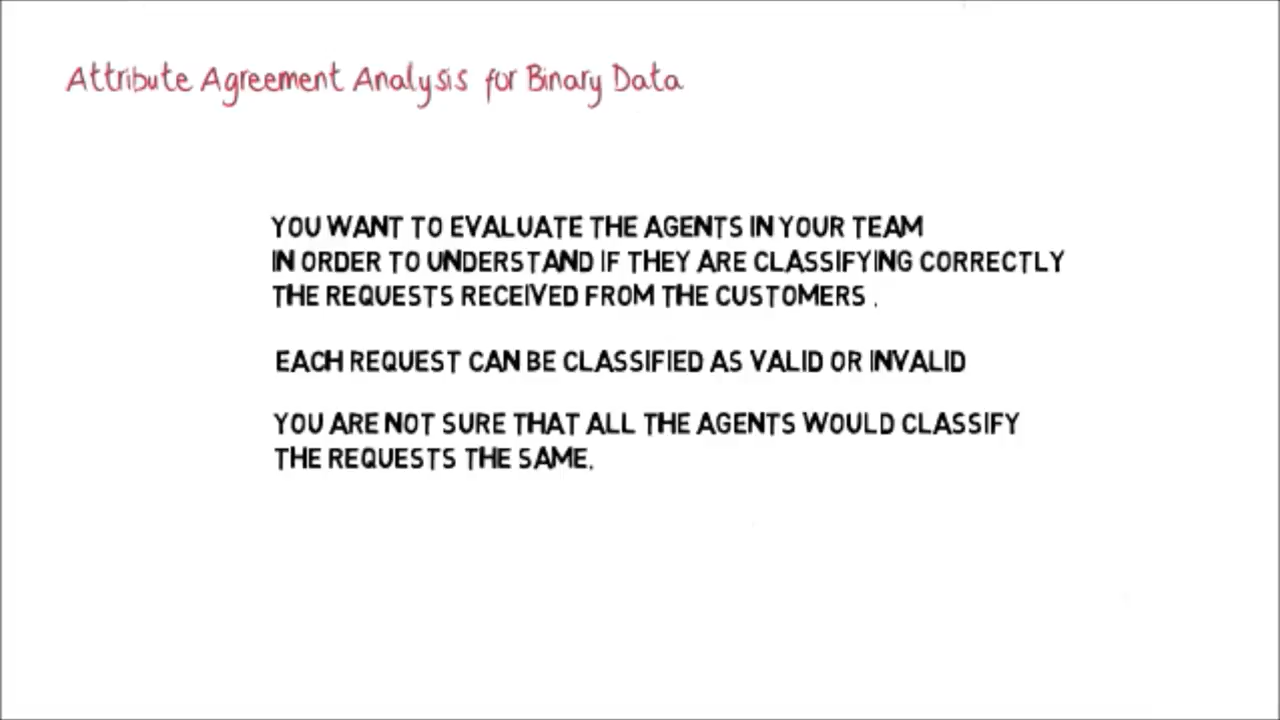 Attribute Agreement Analysis for Binary Data
YOU WANT TO EVALUATE THE AGENTS IN YOUR TEAM
IN ORDER TO UNDERSTAND IF THEY ARE CLASSIFYING CORRECTLY
THE REQUESTS RECEIVED FROM THE CUSTOMERS .
EACH REQUEST CAN BE CLASSIFIED AS VALID OR INVALID
YOU ARE NOT SURE THAT ALL THE AGENTS WOULD CLASSIFY
THE REQUESTS THE SAME.